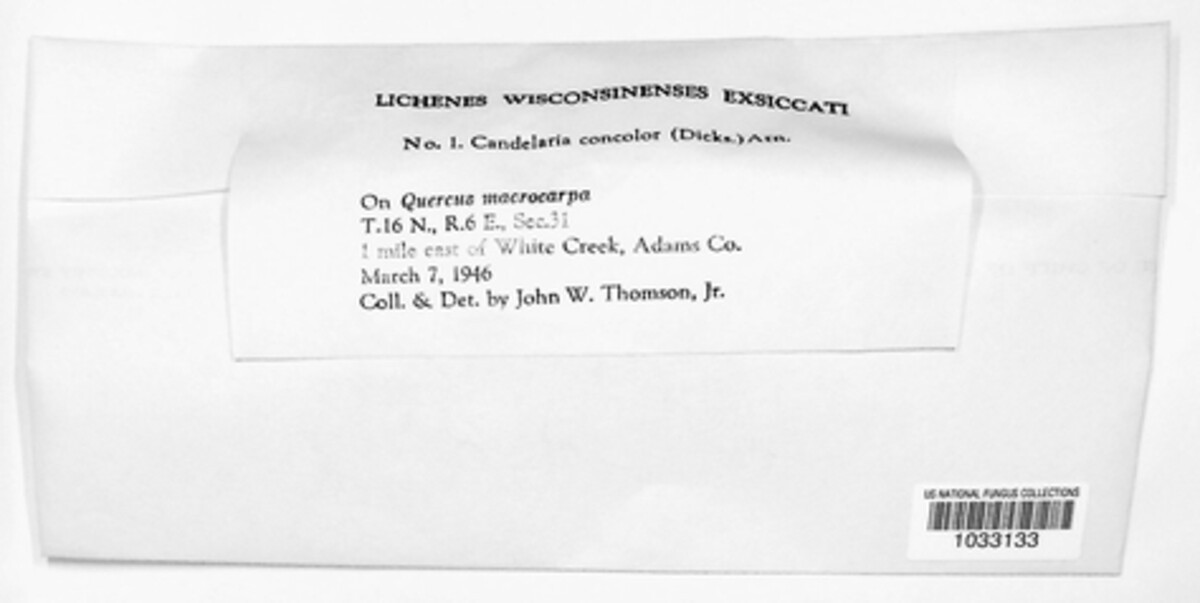 LICHENES WISCONSINENSES EXSICCATI
No. 1. Candelaria concolor (Dicks.) Arn.
On Quercus macrocarpa
T.16 N., R.6 E., Sec.31
1 mile east of White Creek, Adams Co.
March 7, 1946
Coll. & Det. by John W. Thomson, Jr.
US NATIONAL FUNGUS COLLECTIONS
1033133